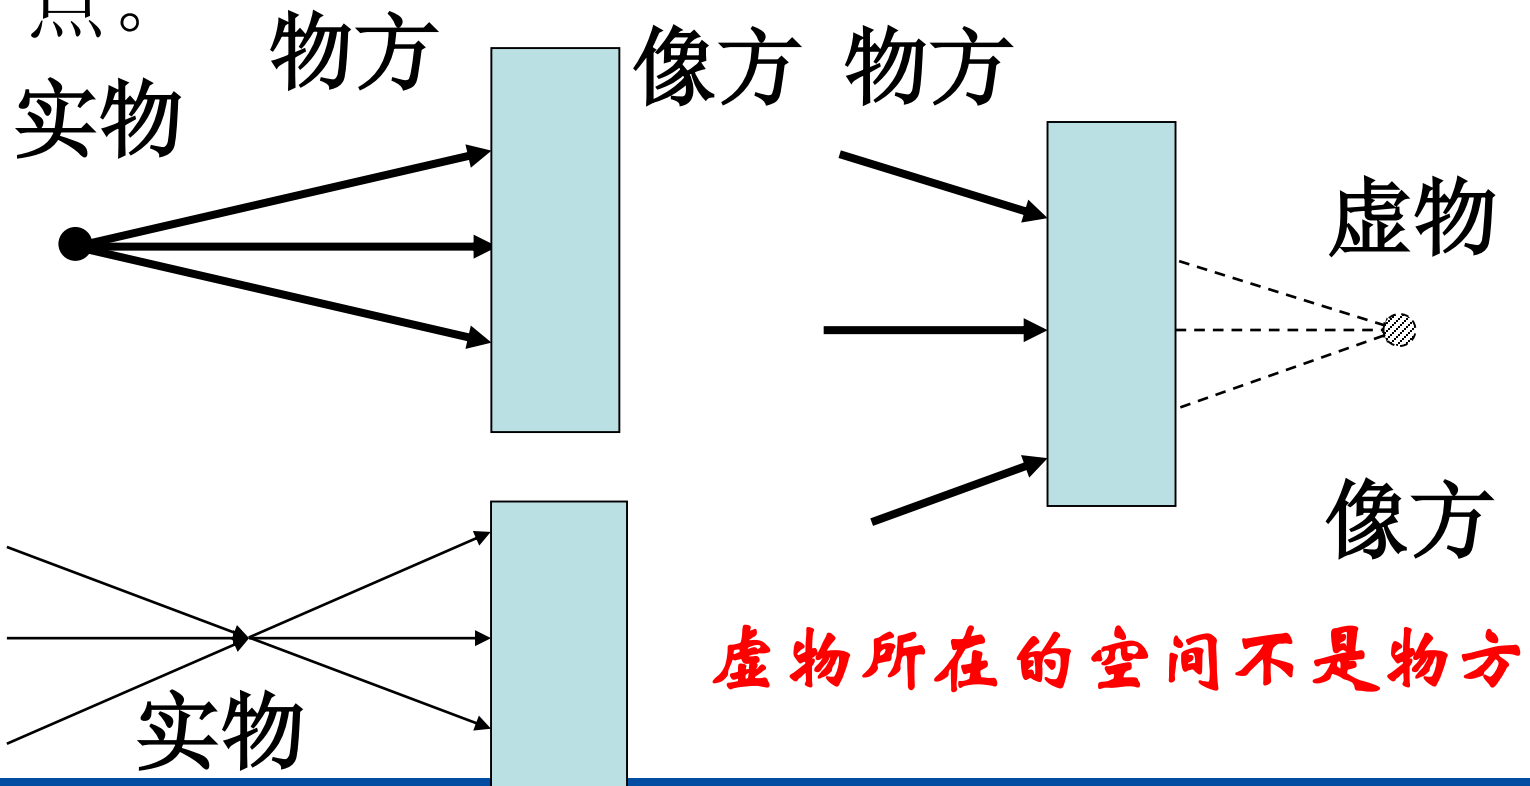 点。
物方
像方
物方
实物
虚物
像方
虚物所在的空间不是物方
实物